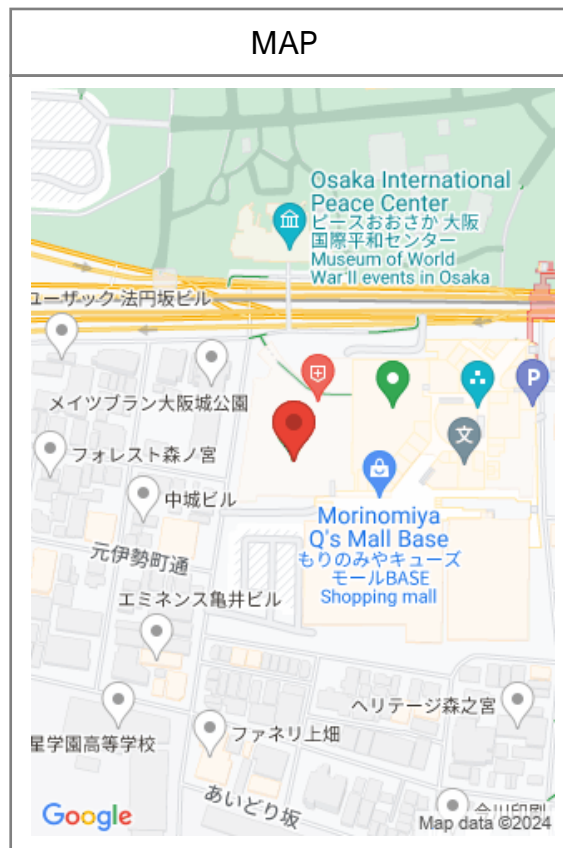 MAP
Osaka International
Peace Center
ピースおおさか 大阪
国際平和センター
Museum of World
War II events in Osaka
ユーザック 法円坂ビル
P
メイツブラン大阪城公園
文
フォレスト森ノ宮
中城ビル
Morinomiya
Q's Mall Base
もりのみやキューズ
モールBASE
Shopping mall
元伊勢町通
エミネンス亀井ビル
ヘリテージ森之宮
星学園高等学校
ファネリ上畑
あいどり坂
Google
Map data ©2024